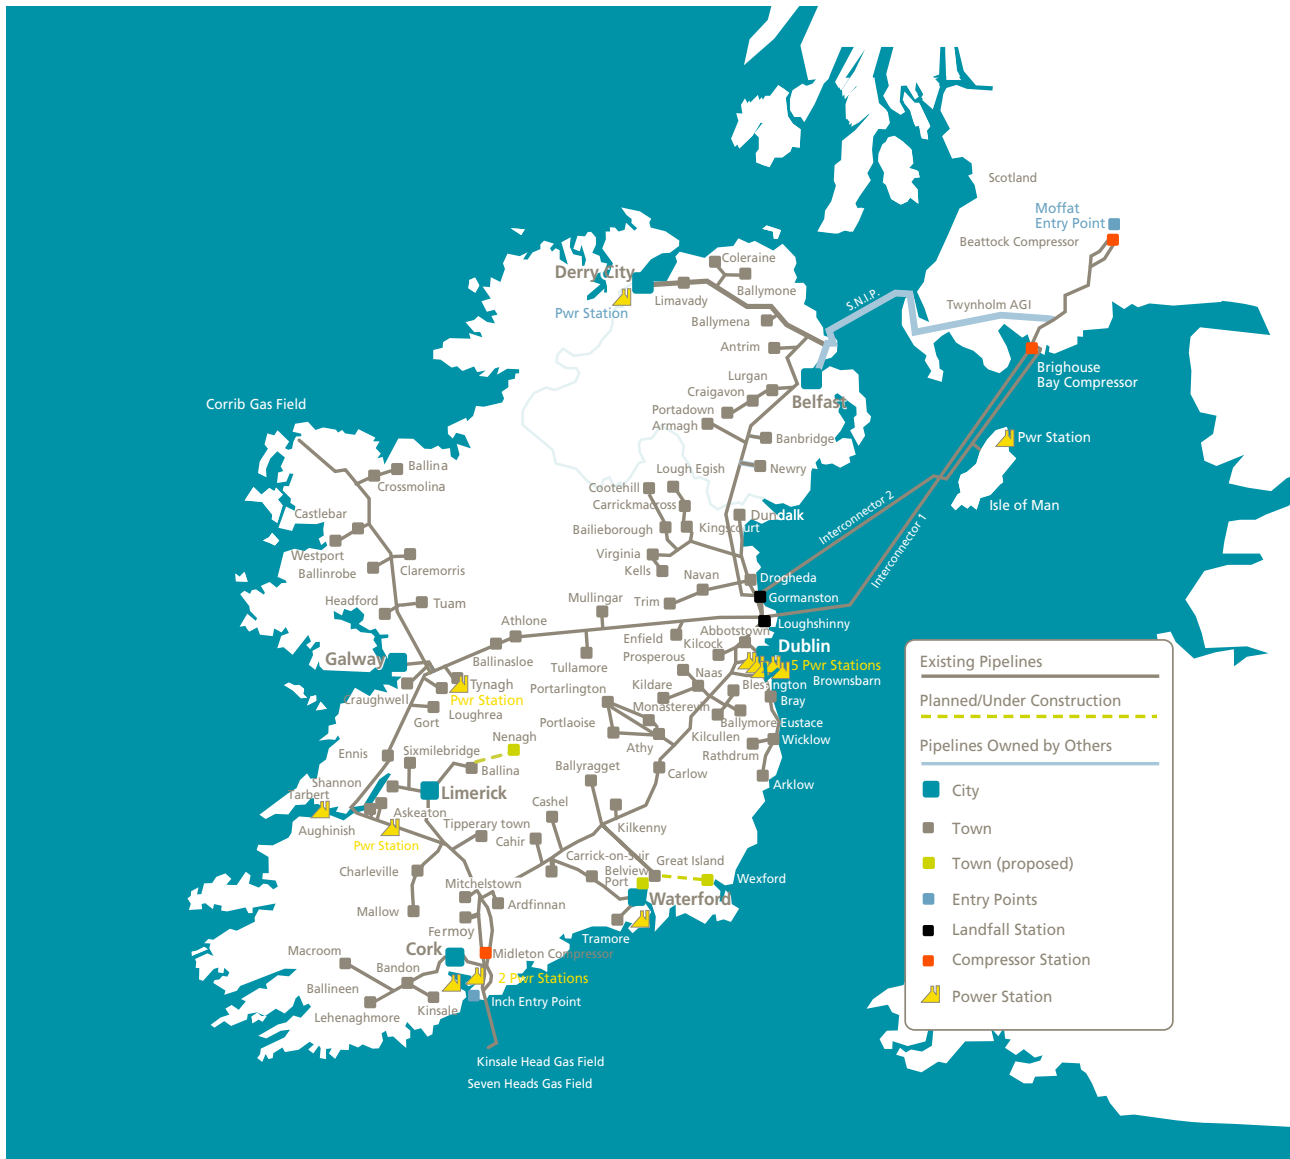 Scotland
Moffat
Entry Point
Beattock Compressor
Coleraine
Derry City
Ballymone
Limavady
S.N.I.P.
Twynholm AGI
Pwr Station
Ballymena
Antrim
Brighouse
Bay Compressor
Lurgan
Craigavon
Belfast
Portadown
Armagh
Corrib Gas Field
Banbridge
Pwr Station
Ballina
Lough Egish
Newry
Crossmolina
Cootehill
Carrickmacross
Isle of Man
Castlebar
Dundalk
Interconnector 2
Bailieborough
Kingscourt
Westport
Virginia
Interconnector 1
Ballinrobe
Claremorris
Kells
Navan
Drogheda
Headford
Tuam
Mullingar
Trim
Gormanston
Athlone
Loughshinny
Enfield
Abbotstown
Kilcock
Dublin
Galway
Ballinasloe
Tullamore
Prosperous
5 Pwr Stations
Naas
Brownsbarn
Tynagh
Portarlington
Kildare
Blessington
Craughwell
Pwr Station
Monasterevin
Bray
Loughrea
Gort
Portlaoise
Ballymore Eustace
Nenagh
Kilcullen
Wicklow
Ennis
Sixmilebridge
Athy
Rathdrum
Ballina
Ballyragget
Carlow
Shannon
Arklow
Tarbert
Limerick
Cashel
Askeaton
Aughinish
Tipperary town
Kilkenny
Pwr Station
Cahir
Carrick-on-Suir
Great Island
Charleville
Belview
Port
Wexford
Mitchelstown
Waterford
Mallow
Ardfinnan
Fermoy
Tramore
Cork
Macroom
Midleton Compressor
Bandon
2 Pwr Stations
Ballineen
Inch Entry Point
Kinsale
Lehenaghmore
Kinsale Head Gas Field
Seven Heads Gas Field
Existing Pipelines
Planned/Under Construction
Pipelines Owned by Others
City
Town
Town (proposed)
Entry Points
Landfall Station
Compressor Station
Power Station